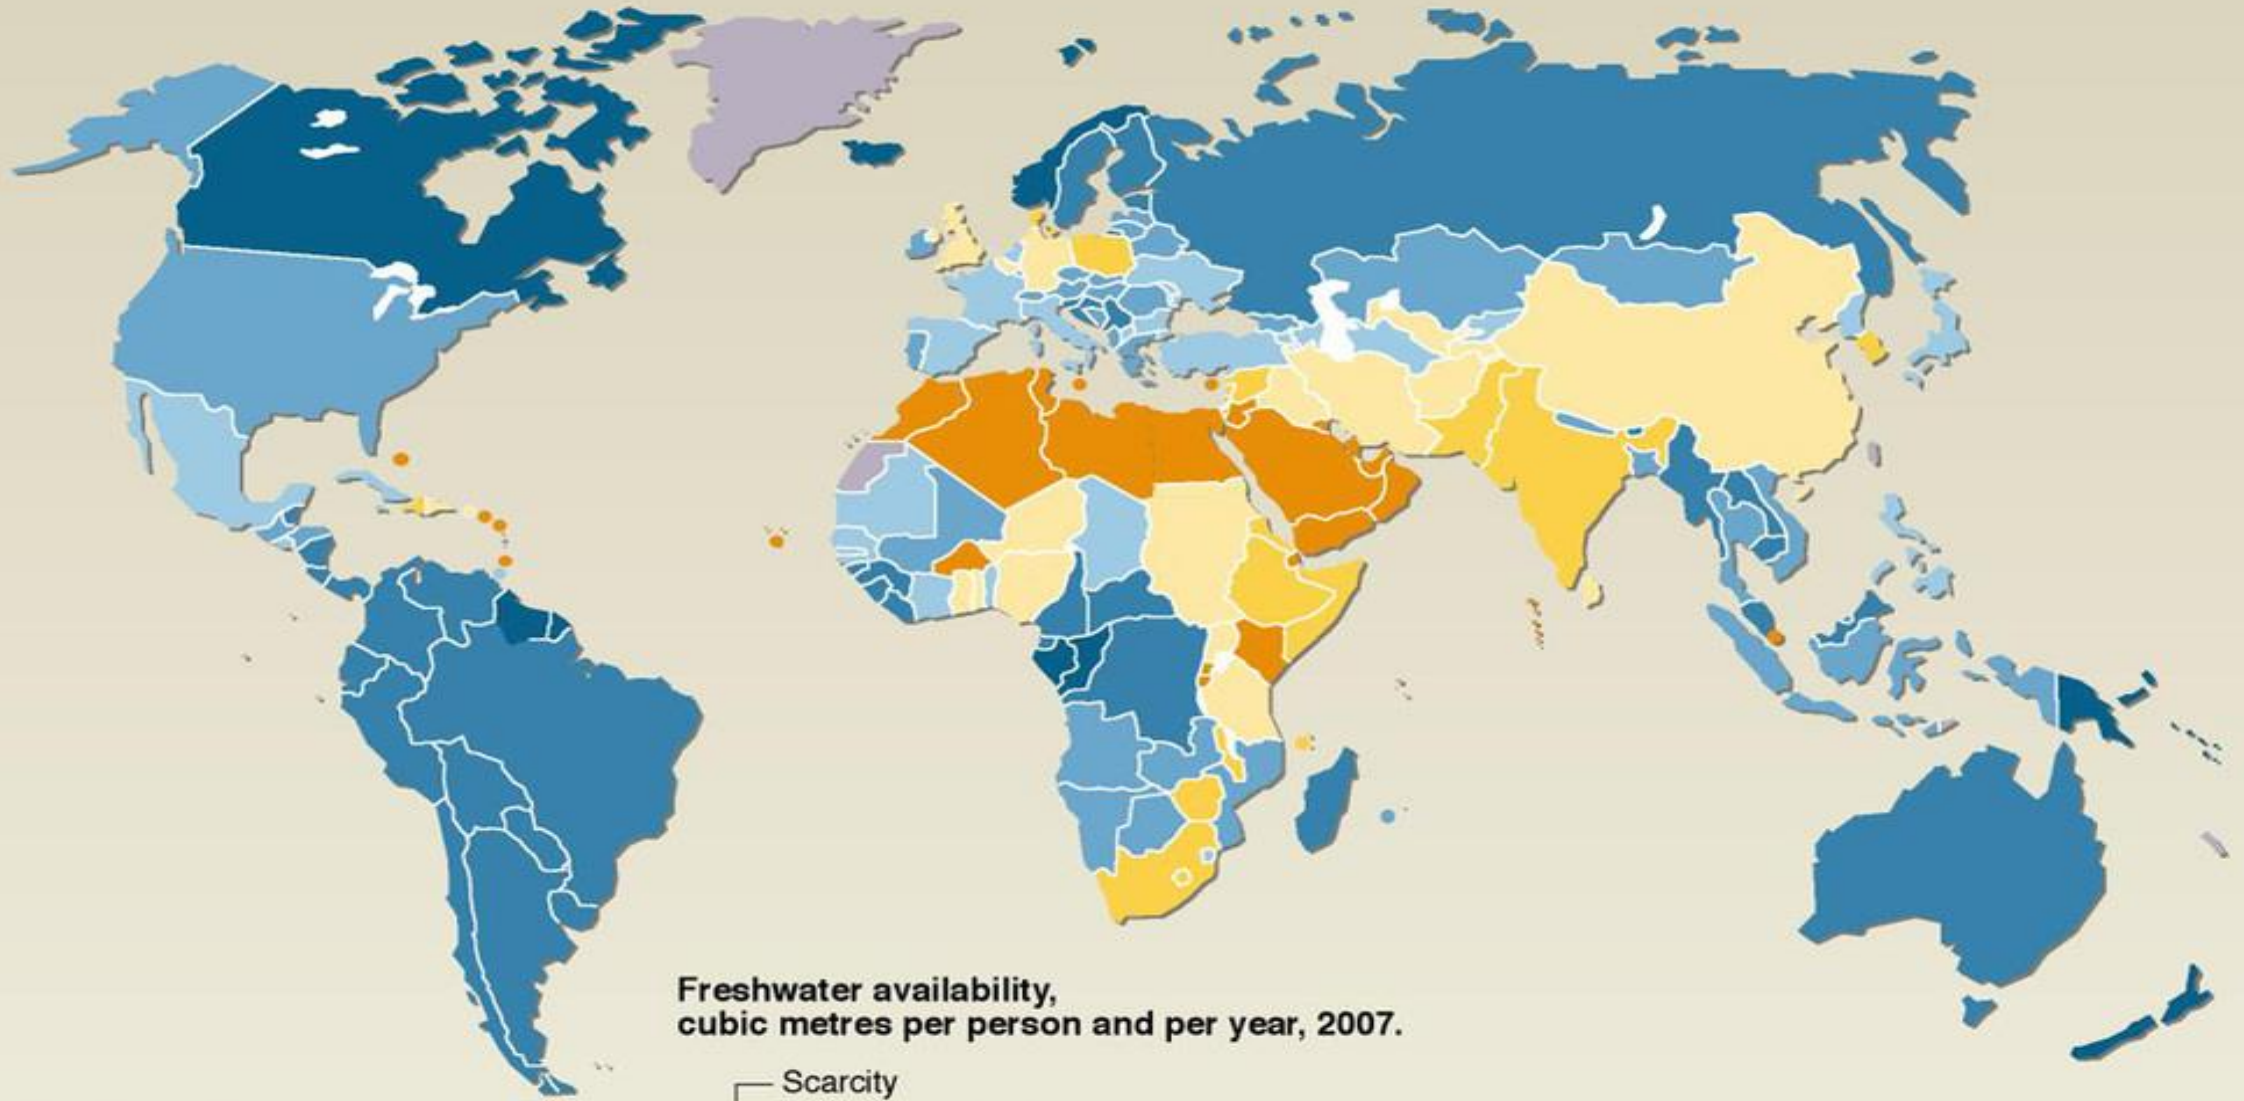 Freshwater availability,
cubic metres per person and per year, 2007.
Scarcity